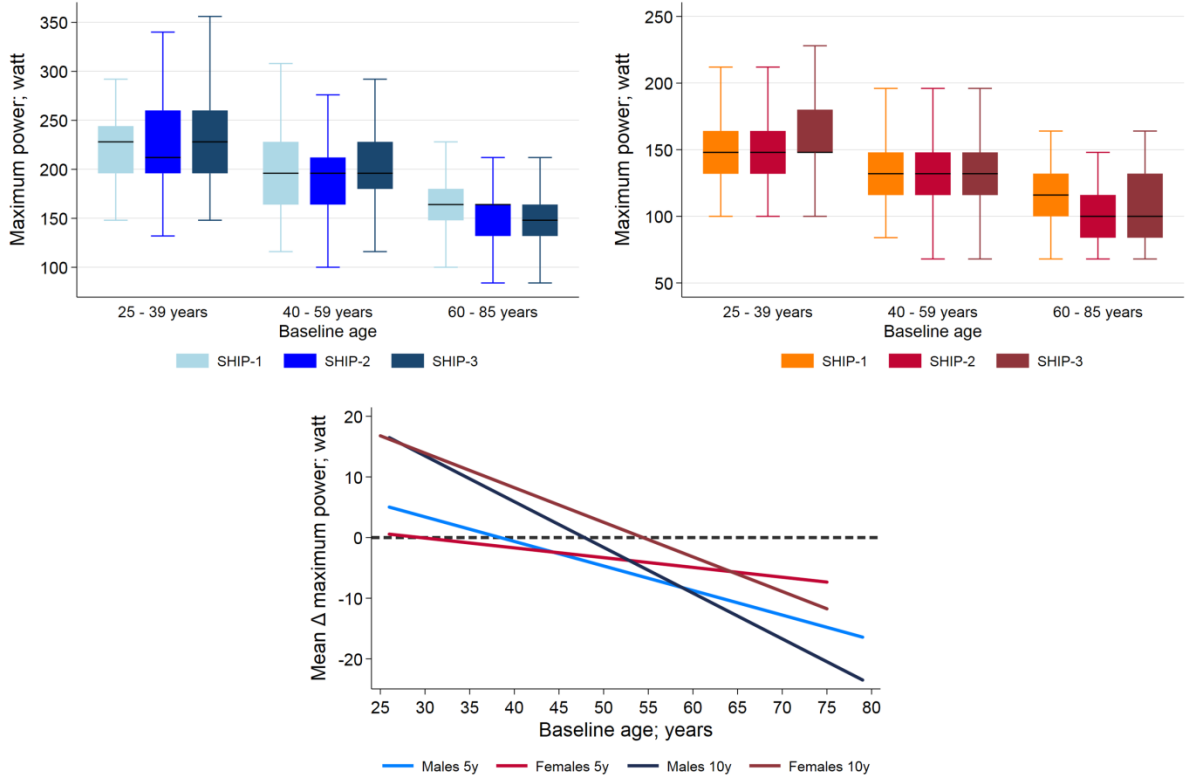 Maximum power; watt
350
300
250
200
150
100
25 - 39 years
40 - 59 years
60 - 85 years
Baseline age
SHIP-1
SHIP-2
SHIP-3
Maximum power; watt
250
200
150
100
50
25 - 39 years
40 - 59 years
60 - 85 years
Baseline age
SHIP-1
SHIP-2
SHIP-3
Mean Δ maximum power; watt
20
10
0
-10
-20
25 30 35 40 45 50 55 60 65 70 75 80
Baseline age; years
Males 5y
Females 5y
Males 10y
Females 10y